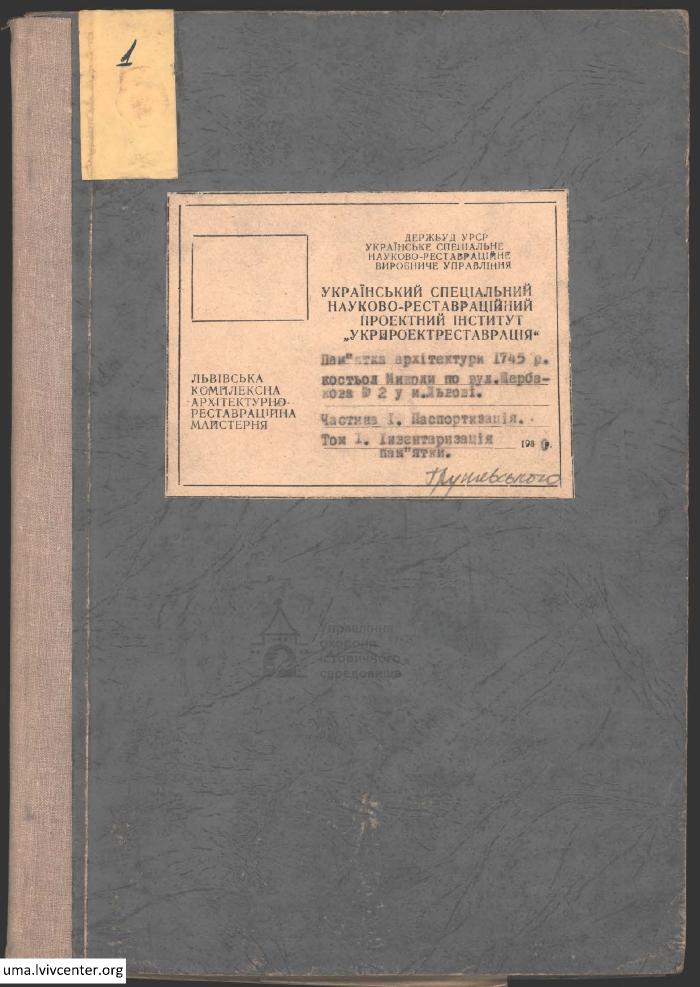 1
ДЕРЖБУД УРСР
УКРАЇНСЬКЕ СПЕЦІАЛЬНЕ
НАУКОВО-РЕСТАВРАЦІЙНЕ
ВИРОБНИЧЕ УПРАВЛІННЯ
УКРАЇНСЬКИЙ СПЕЦІАЛЬНИЙ
НАУКОВО-РЕСТАВРАЦІЙНИЙ
ПРОЕКТНИЙ ІНСТИТУТ
„УКРПРОЕКТРЕСТАВРАЦІЯ“
ЛЬВІВСЬКА
КОМПЛЕКСНА
АРХІТЕКТУРНО-
РЕСТАВРАЦІЙНА
МАЙСТЕРНЯ
Пам"ятка архітектури 1745 р.
костьол Миколи по вул.Щерба-
кова № 2 у м.Львові.
Частина I. Паспортизація.
Том I. Інвентаризація
пам"ятки.
Грушевського
Управління
охорони
історичного
середовища
uma.lvivcenter.org